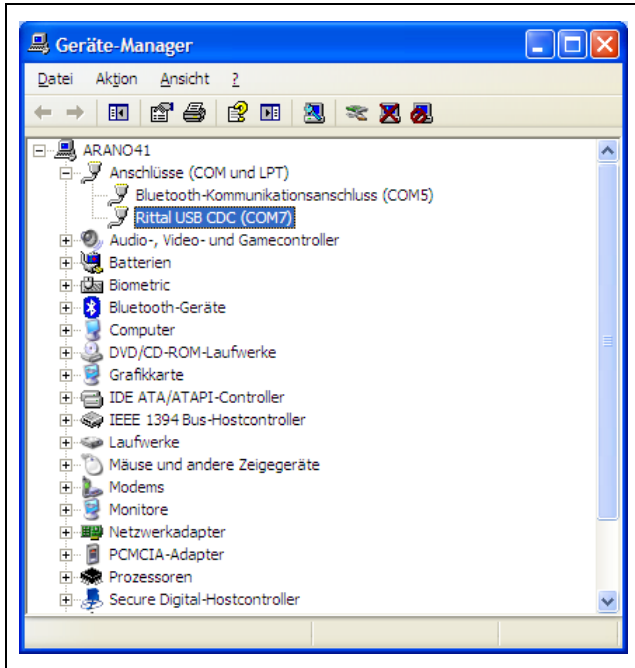 Geräte-Manager
Datei Aktion Ansicht ?
ARANO41
Anschlüsse (COM und LPT)
Bluetooth-Kommunikationsanschluss (COM5)
Rittal USB CDC (COM7)
Audio-, Video- und Gamecontroller
Batterien
Biometric
Bluetooth-Geräte
Computer
DVD/CD-ROM-Laufwerke
Grafikkarte
IDE ATA/ATAPI-Controller
IEEE 1394 Bus-Hostcontroller
Laufwerke
Mäuse und andere Zeigegeräte
Modems
Monitore
Netzwerkadapter
PCMCIA-Adapter
Prozessoren
Secure Digital-Hostcontroller